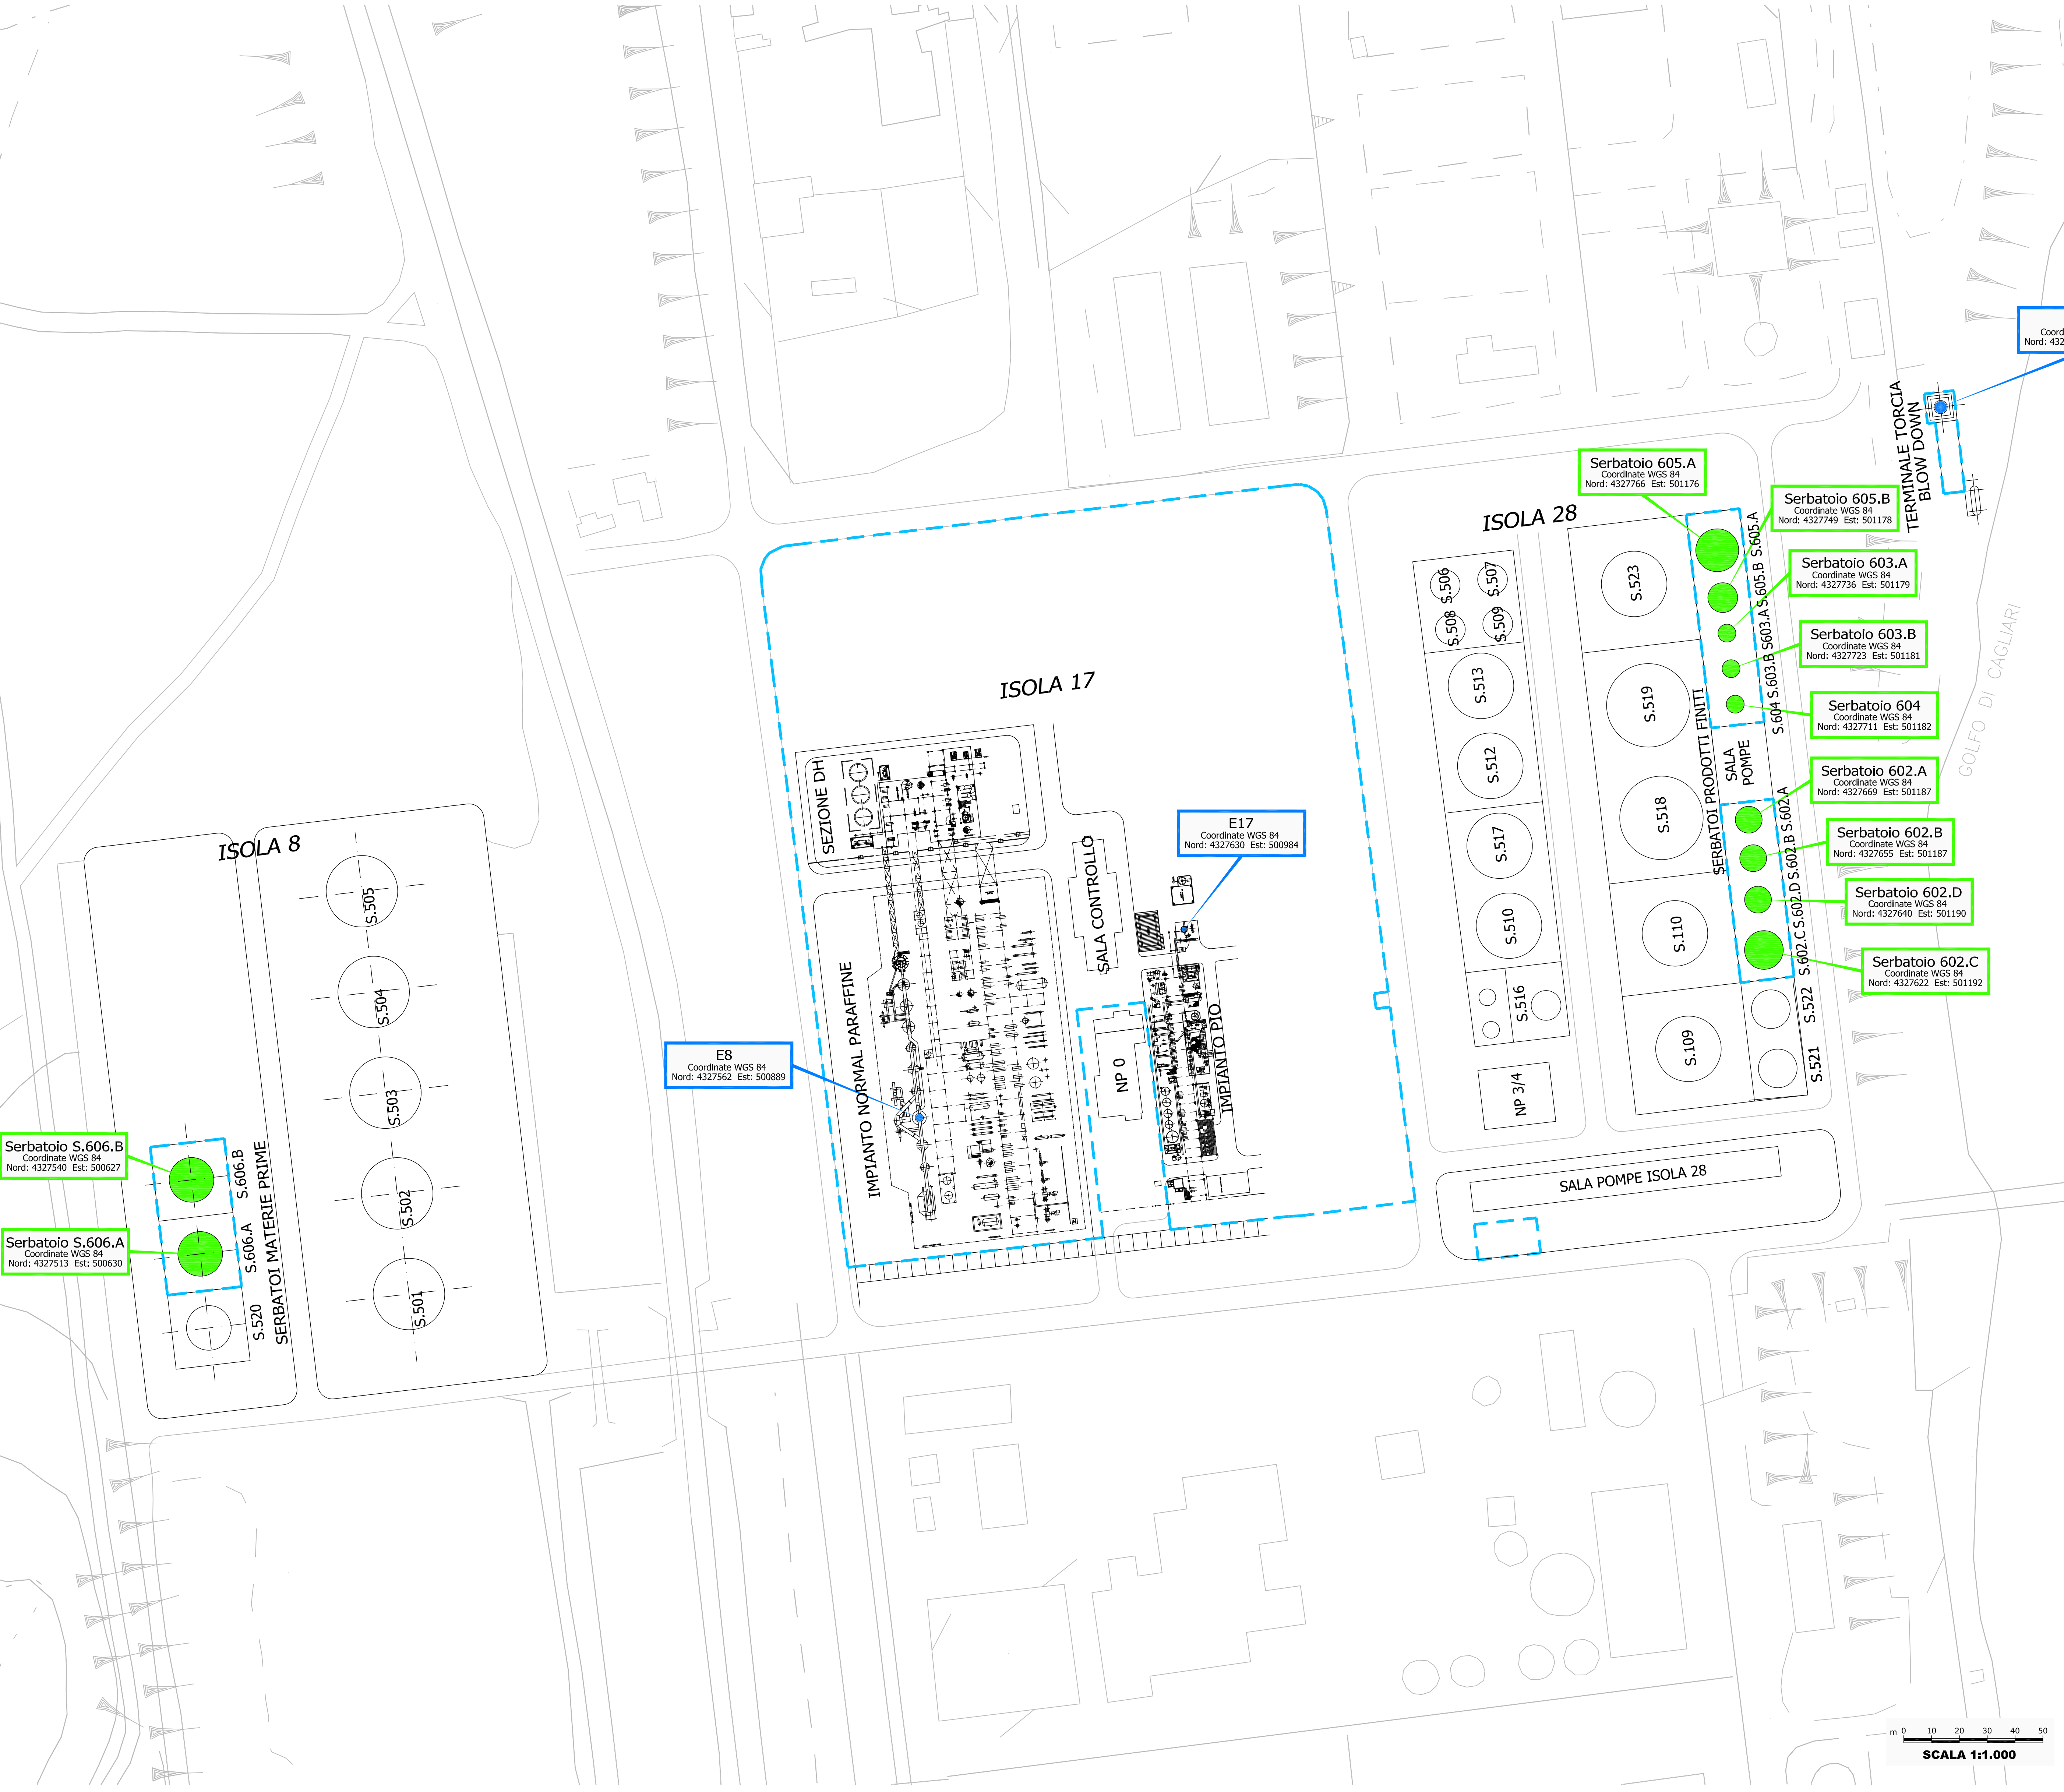 Coord
Nord: 432
TERMINALE TORCIA
BLOW DOWN
Serbatoio 605.A
Coordinate WGS 84
Nord: 4327766 Est: 501176
Serbatoio 605.B
Coordinate WGS 84
Nord: 4327749 Est: 501178
Serbatoio 603.A
Coordinate WGS 84
Nord: 4327736 Est: 501179
Serbatoio 603.B
Coordinate WGS 84
Nord: 4327723 Est: 501181
Serbatoio 604
Coordinate WGS 84
Nord: 4327711 Est: 501182
Serbatoio 602.A
Coordinate WGS 84
Nord: 4327669 Est: 501187
Serbatoio 602.B
Coordinate WGS 84
Nord: 4327655 Est: 501187
Serbatoio 602.D
Coordinate WGS 84
Nord: 4327640 Est: 501190
Serbatoio 602.C
Coordinate WGS 84
Nord: 4327622 Est: 501192
ISOLA 28
S.506
S.507
S.508
S.509
S.513
S.512
S.517
S.510
S.516
NP 3/4
S.523
S.519
S.518
S.110
S.109
SERBATOI PRODOTTI FINITI
SALA
POMPE
S.604 S.603.B S603.A S.605.B S.605.A
S.602.C S.602.D S.602.B S.602.A
S.522
S.521
SALA POMPE ISOLA 28
GOLFO DI CAGLIARI
ISOLA 17
SEZIONE DH
SALA CONTROLLO
E17
Coordinate WGS 84
Nord: 4327630 Est: 500984
IMPIANTO NORMAL PARAFFINE
NP 0
IMPIANTO PIO
E8
Coordinate WGS 84
Nord: 4327562 Est: 500889
ISOLA 8
S.505
S.504
S.503
S.502
S.501
Serbatoio S.606.B
Coordinate WGS 84
Nord: 4327540 Est: 500627
Serbatoio S.606.A
Coordinate WGS 84
Nord: 4327513 Est: 500630
S.606.B
S.606.A
S.520
SERBATOI MATERIE PRIME
m 0 10 20 30 40 50
SCALA 1:1.000